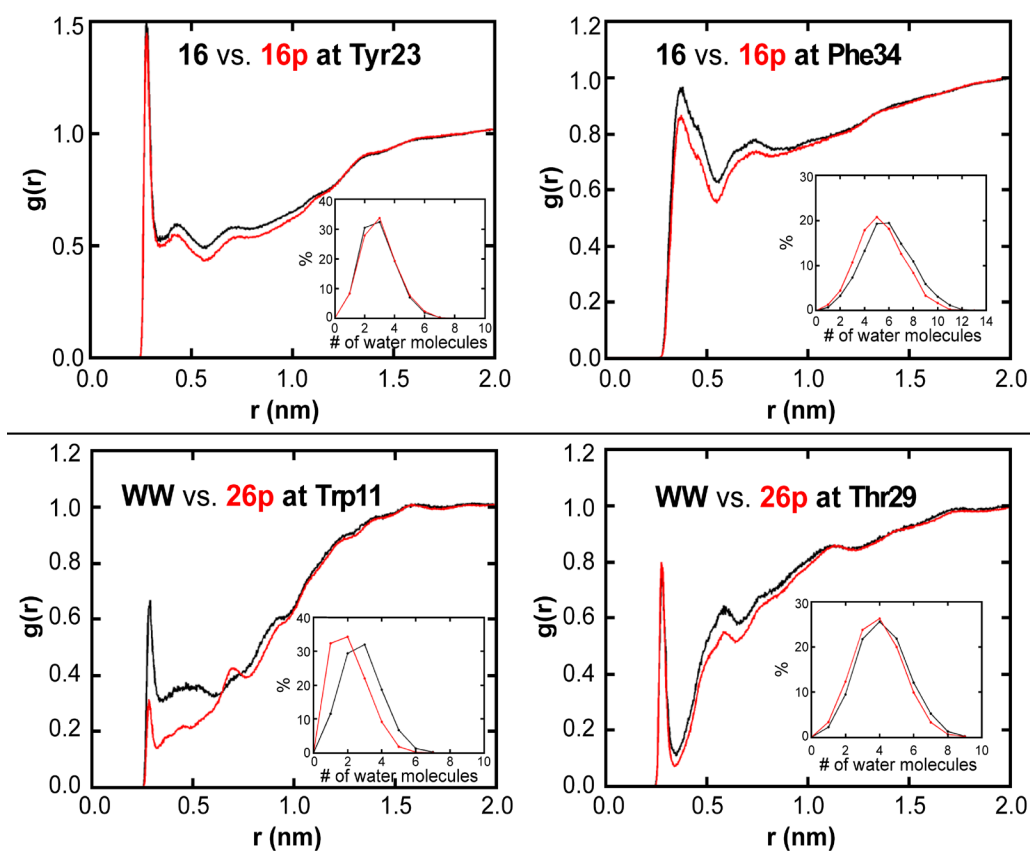 16 vs. 16p at Tyr23
g(r)
1.5
1.0
0.5
0.0
0.0 0.5 1.0 1.5 2.0
r (nm)
%
40
30
20
10
0
0 2 4 6 8 10
# of water molecules
16 vs. 16p at Phe34
g(r)
1.2
1.0
0.8
0.6
0.4
0.2
0.0
0.0 0.5 1.0 1.5 2.0
r (nm)
%
30
20
10
0
0 2 4 6 8 10 12 14
# of water molecules
WW vs. 26p at Trp11
g(r)
1.2
1.0
0.8
0.6
0.4
0.2
0.0
0.0 0.5 1.0 1.5 2.0
r (nm)
%
40
30
20
10
0
0 2 4 6 8 10
# of water molecules
WW vs. 26p at Thr29
g(r)
1.2
1.0
0.8
0.6
0.4
0.2
0.0
0.0 0.5 1.0 1.5 2.0
r (nm)
%
30
20
10
0
0 2 4 6 8 10
# of water molecules